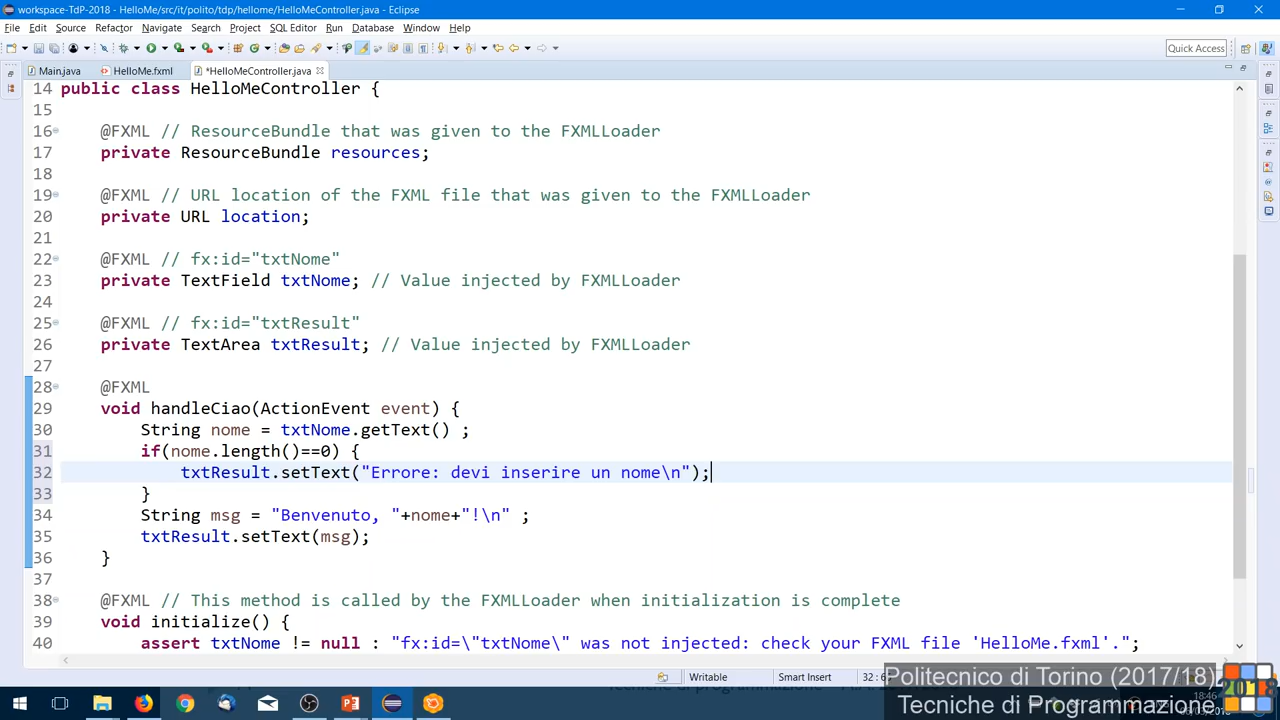 workspace-TdP-2018 - HelloMe/src/it/polito/tdp/hellome/HelloMeController.java - Eclipse
File Edit Source Refactor Navigate Search Project SQL Editor Run Database Window Help
Quick Access
Main.java HelloMe.fxml *HelloMeController.java
14 public class HelloMeController {
15
16 @FXML // ResourceBundle that was given to the FXMLLoader
17 private ResourceBundle resources;
18
19 @FXML // URL location of the FXML file that was given to the FXMLLoader
20 private URL location;
21
22 @FXML // fx:id="txtNome"
23 private TextField txtNome; // Value injected by FXMLLoader
24
25 @FXML // fx:id="txtResult"
26 private TextArea txtResult; // Value injected by FXMLLoader
27
28 @FXML
29 void handleCiao(ActionEvent event) {
30 String nome = txtNome.getText() ;
31 if(nome.length()==0) {
32 txtResult.setText("Errore: devi inserire un nome\n");
33 }
34 String msg = "Benvenuto, "+nome+"!\n" ;
35 txtResult.setText(msg);
36 }
37
38 @FXML // This method is called by the FXMLLoader when initialization is complete
39 void initialize() {
40 assert txtNome != null : "fx:id=\"txtNome\" was not injected: check your FXML file 'HelloMe.fxml'.";
Writable Smart Insert 32 : 6
Politecnico di Torino (2017/18)
Tecniche di Programmazione
2018
18:46